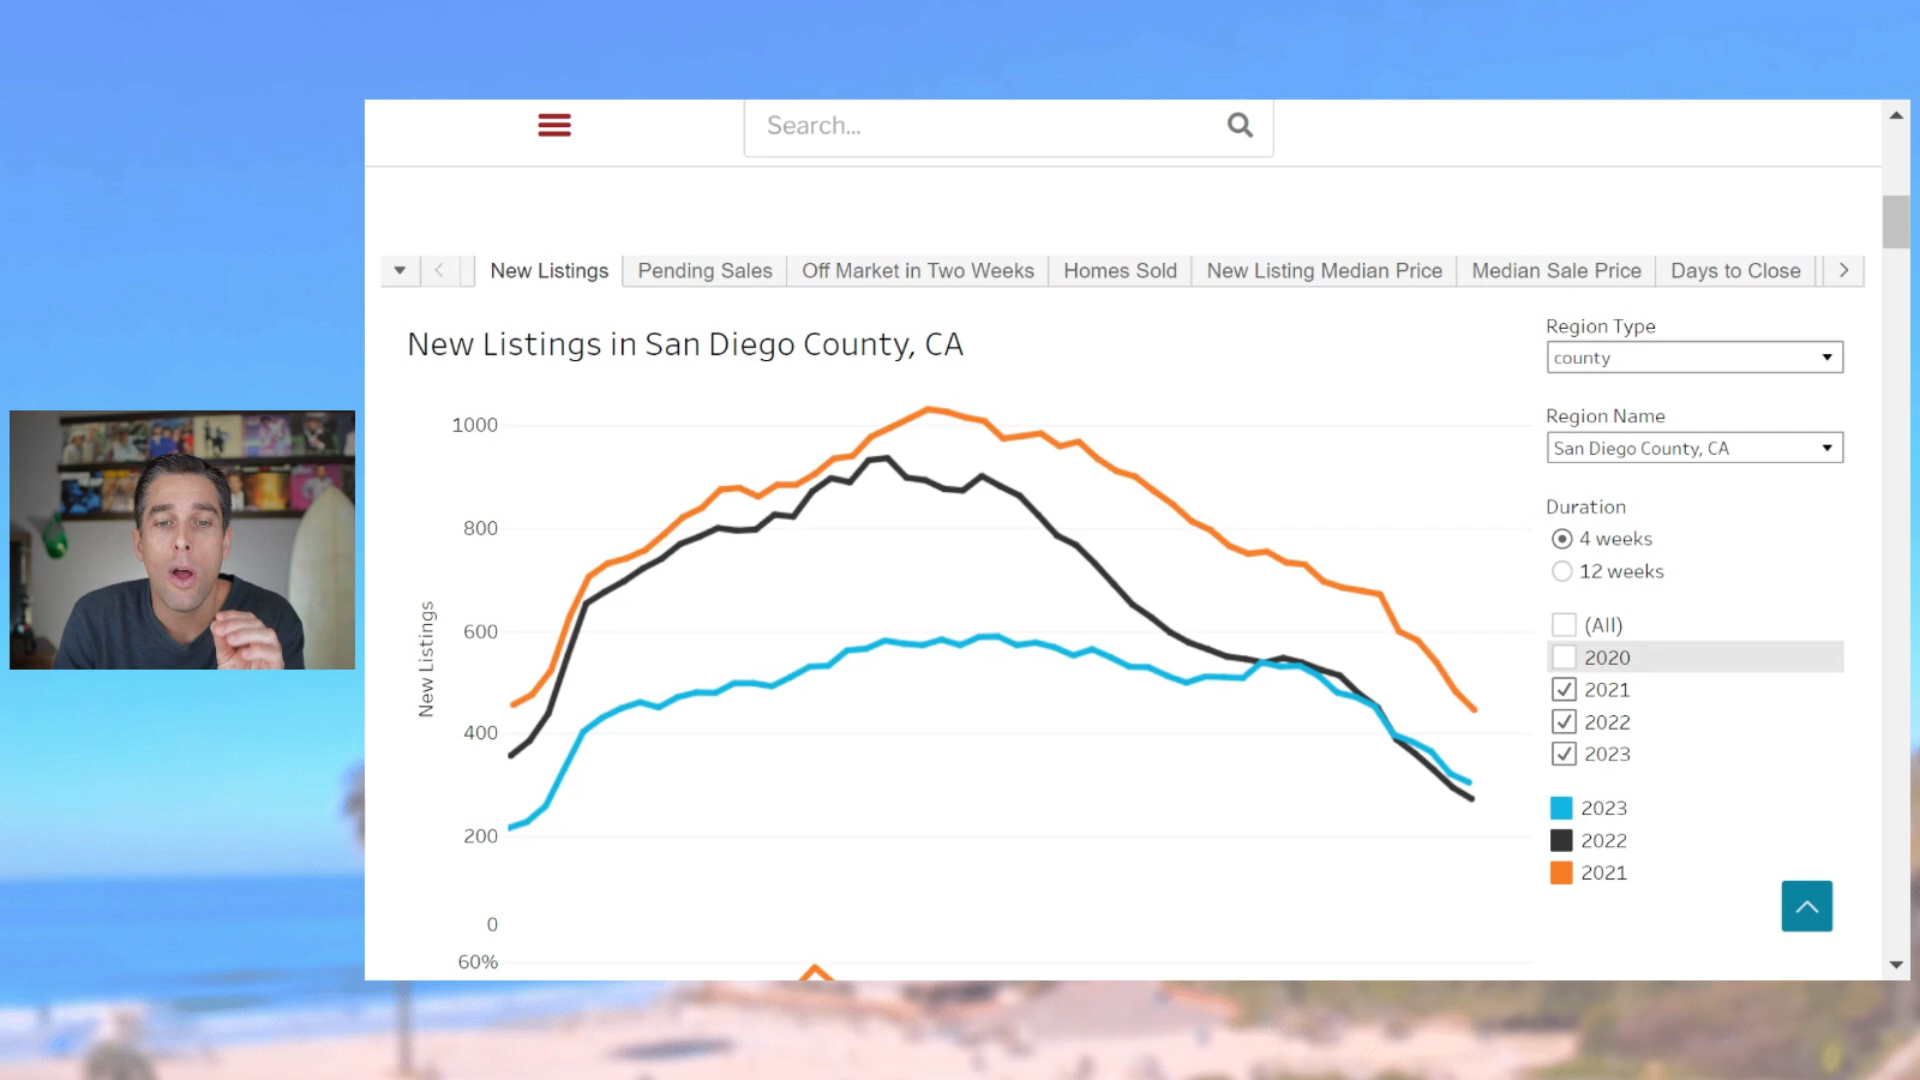 Search...
New Listings
Pending Sales
Off Market in Two Weeks
Homes Sold
New Listing Median Price
Median Sale Price
Days to Close
New Listings in San Diego County, CA
Region Type
county
Region Name
San Diego County, CA
Duration
4 weeks
12 weeks
(All)
2020
2021
2022
2023
2023
2022
2021
New Listings
1000
800
600
400
200
0
60%